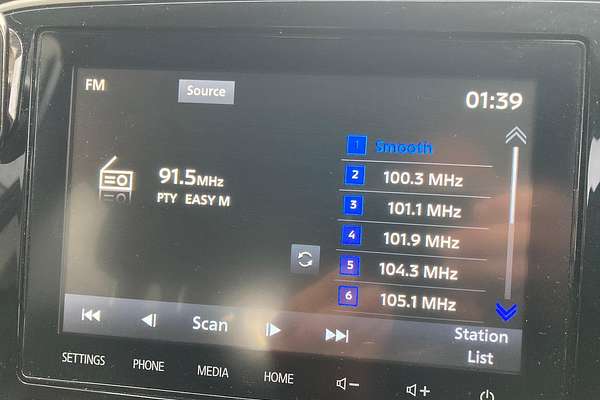 FM
Source
01:39
91.5MHz
PTY EASY M
1 Smooth
2 100.3 MHz
3 101.1 MHz
4 101.9 MHz
5 104.3 MHz
6 105.1 MHz
Scan
Station
List
SETTINGS
PHONE
MEDIA
HOME